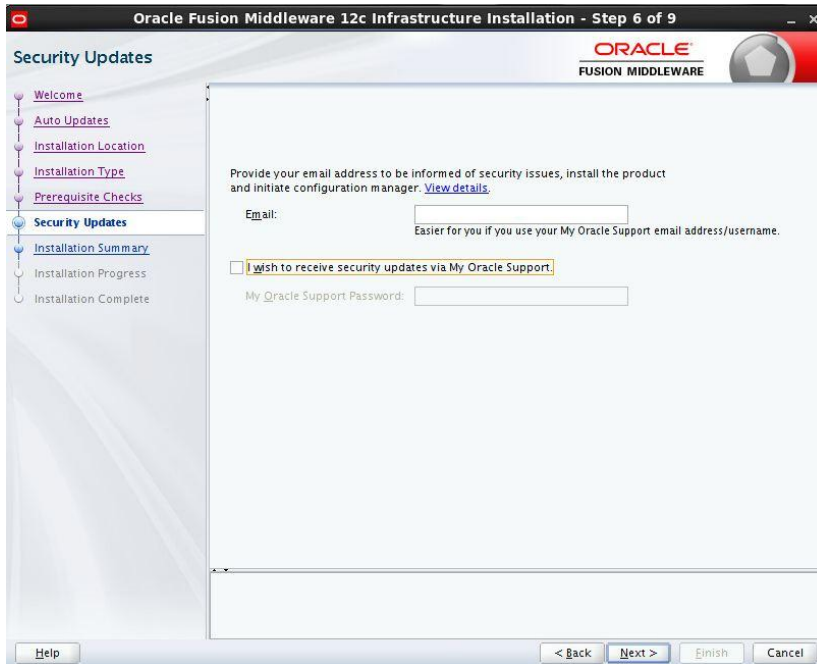 Oracle Fusion Middleware 12c Infrastructure Installation - Step 6 of 9
Security Updates
ORACLE
FUSION MIDDLEWARE
Welcome
Auto Updates
Installation Location
Installation Type
Prerequisite Checks
Security Updates
Installation Summary
Installation Progress
Installation Complete
Provide your email address to be informed of security issues, install the product
and initiate configuration manager. View details.
Email:
Easier for you if you use your My Oracle Support email address/username.
I wish to receive security updates via My Oracle Support.
My Oracle Support Password:
Help
< Back
Next >
Finish
Cancel